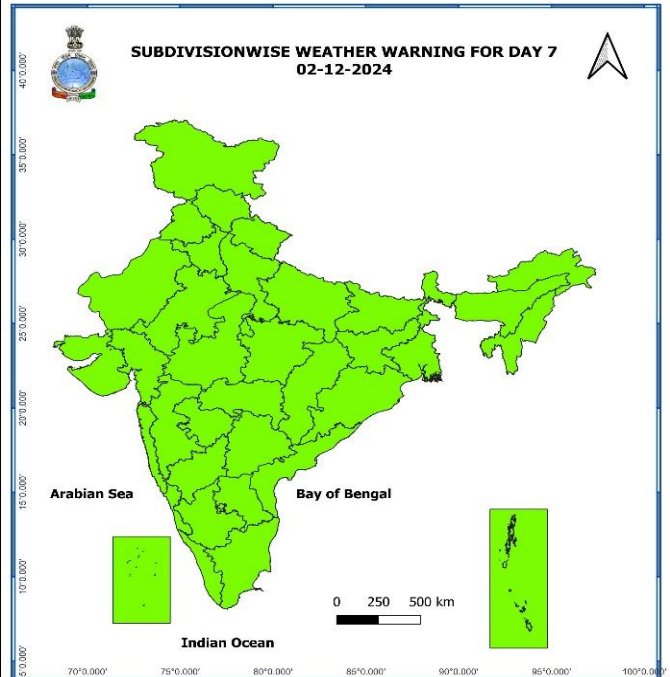 SUBDIVISIONWISE WEATHER WARNING FOR DAY 7
02-12-2024
40°0.000'
35°0.000'
30°0.000'
25°0.000'
20°0.000'
15°0.000'
10°0.000'
5°0.000'
Arabian Sea
Bay of Bengal
0 250 500 km
Indian Ocean
70°0.000' 75°0.000' 80°0.000' 85°0.000' 90°0.000' 95°0.000' 100°0.000'